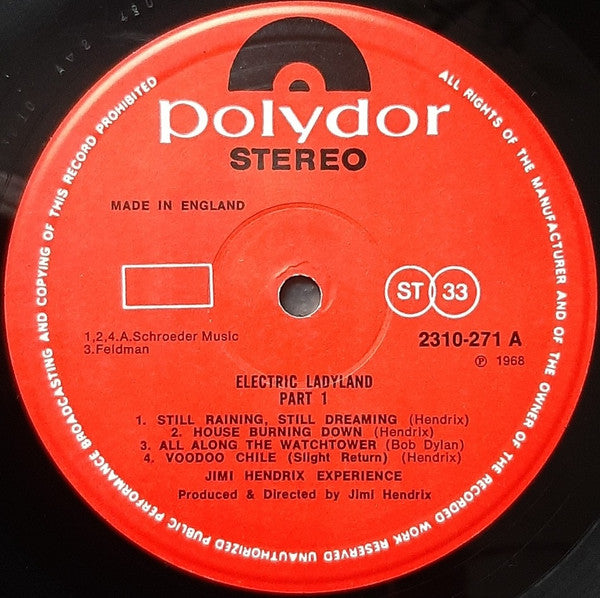 polydor
STEREO
MADE IN ENGLAND
ST 33
1,2,4.A.Schroeder Music
3.Feldman
2310-271 A
℗ 1968
ELECTRIC LADYLAND
PART 1
1. STILL RAINING, STILL DREAMING (Hendrix)
2. HOUSE BURNING DOWN (Hendrix)
3. ALL ALONG THE WATCHTOWER (Bob Dylan)
4. VOODOO CHILE (Slight Return) (Hendrix)
JIMI HENDRIX EXPERIENCE
Produced & Directed by Jimi Hendrix
ALL RIGHTS OF THE MANUFACTURER AND OF THE OWNER OF THE RECORDED WORK RESERVED UNAUTHORIZED PUBLIC PERFORMANCE BROADCASTING AND COPYING OF THIS RECORD PROHIBITED